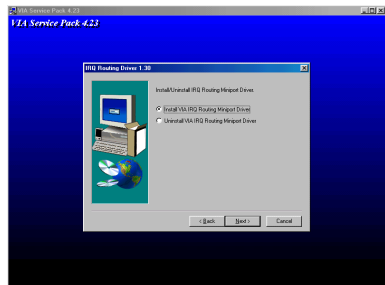 VIA Service Pack 4.23
VIA Service Pack 4.23
IRQ Routing Driver 1.30
Install/Uninstall IRQ Routing Miniport Driver.
Install VIA IRQ Routing Miniport Driver
Uninstall VIA IRQ Routing Miniport Driver
< Back
Next >
Cancel